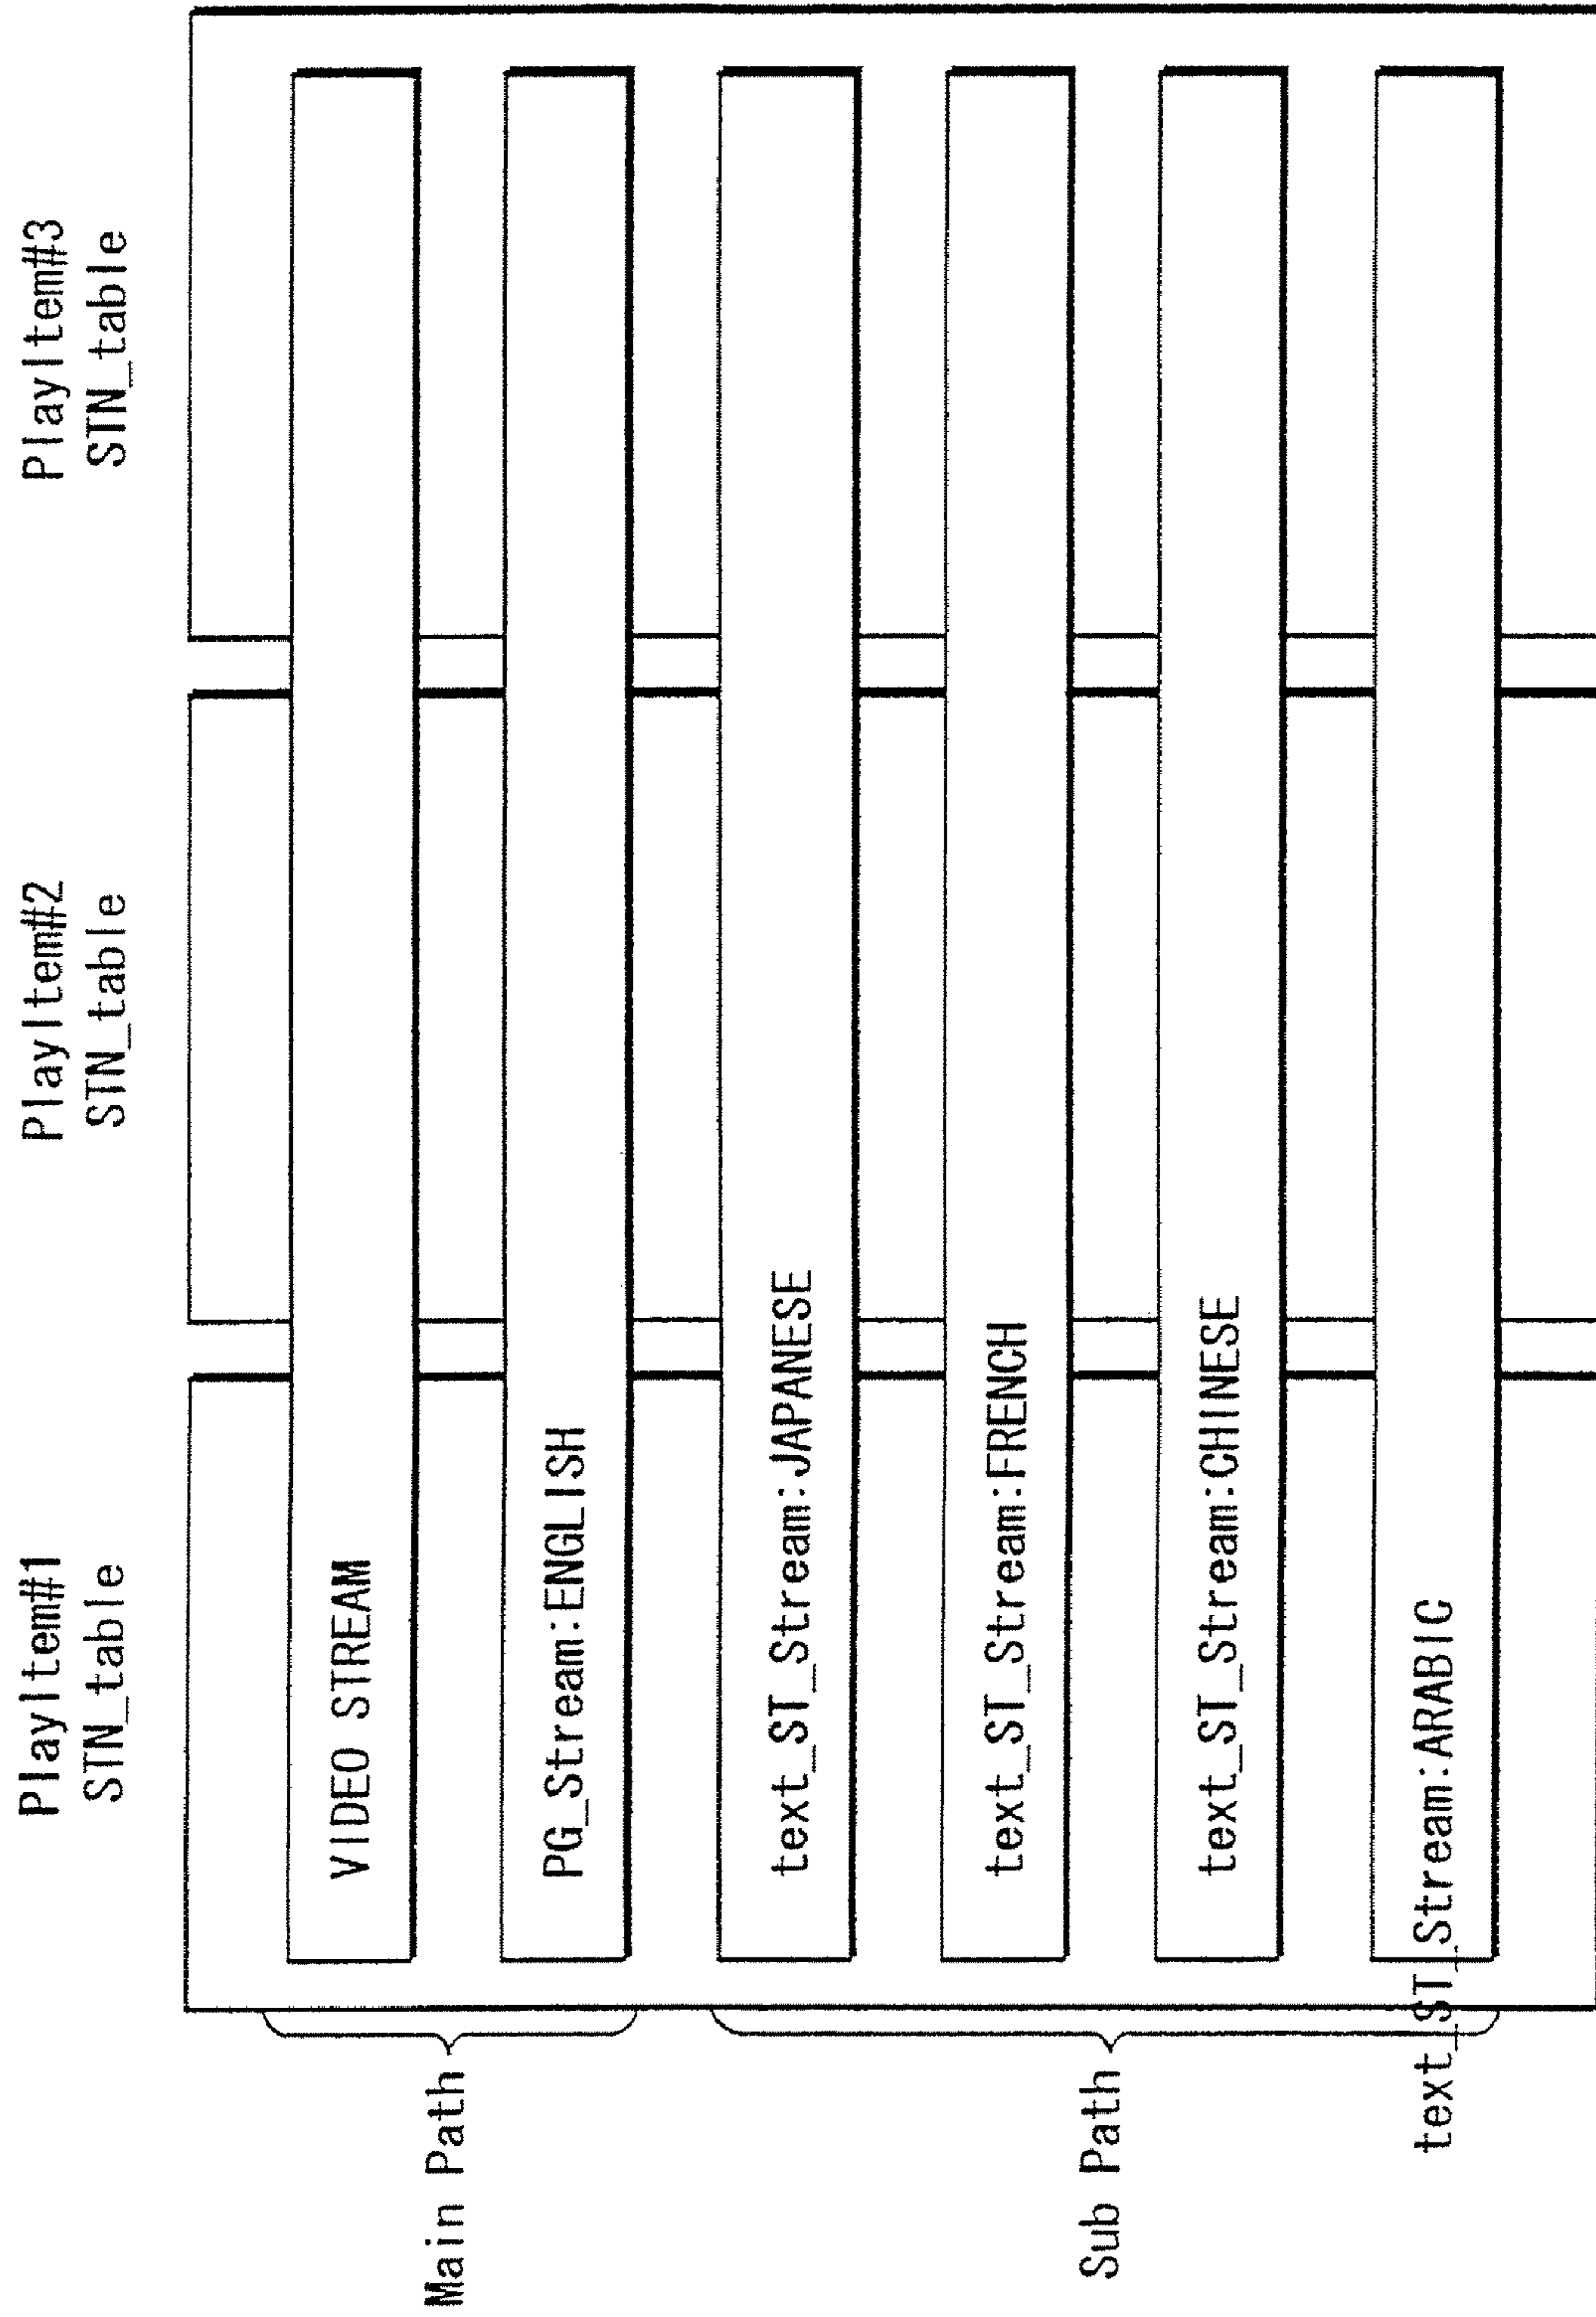 PlayItem#1
STN_table
PlayItem#2
STN_table
PlayItem#3
STN_table
Main Path
VIDEO STREAM
PG_Stream:ENGLISH
Sub Path
text_ST_Stream:JAPANESE
text_ST_Stream:FRENCH
text_ST_Stream:CHINESE
text_ST_Stream:ARABIC